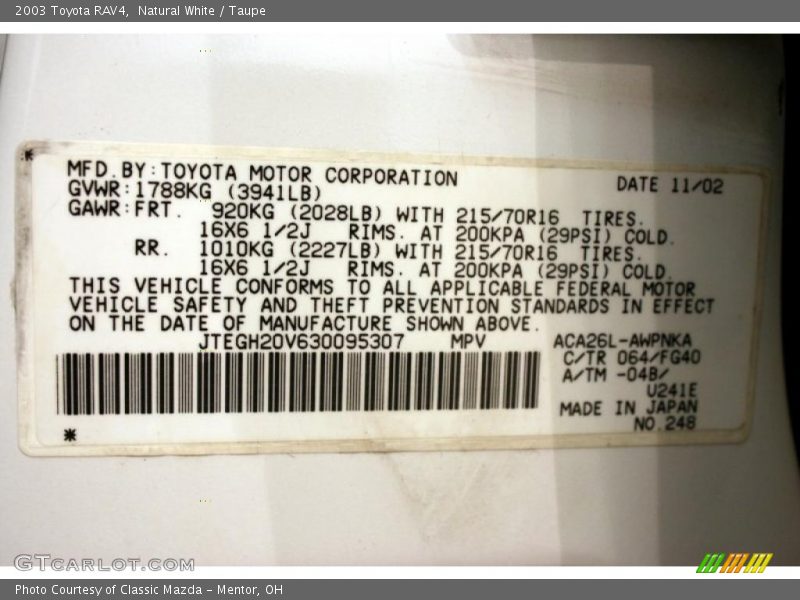 2003 Toyota RAV4, Natural White / Taupe
*
MFD.BY:TOYOTA MOTOR CORPORATION DATE 11/02
GVWR:1788KG (3941LB)
GAWR:FRT. 920KG (2028LB) WITH 215/70R16 TIRES.
16X6 1/2J RIMS. AT 200KPA (29PSI) COLD.
RR. 1010KG (2227LB) WITH 215/70R16 TIRES.
16X6 1/2J RIMS. AT 200KPA (29PSI) COLD.
THIS VEHICLE CONFORMS TO ALL APPLICABLE FEDERAL MOTOR
VEHICLE SAFETY AND THEFT PREVENTION STANDARDS IN EFFECT
ON THE DATE OF MANUFACTURE SHOWN ABOVE.
JTEGH20V630095307 MPV ACA26L-AWPNKA
C/TR 064/FG40
A/TM -04B/
U241E
MADE IN JAPAN
* NO.248
GTCARLOT.COM
Photo Courtesy of Classic Mazda - Mentor, OH